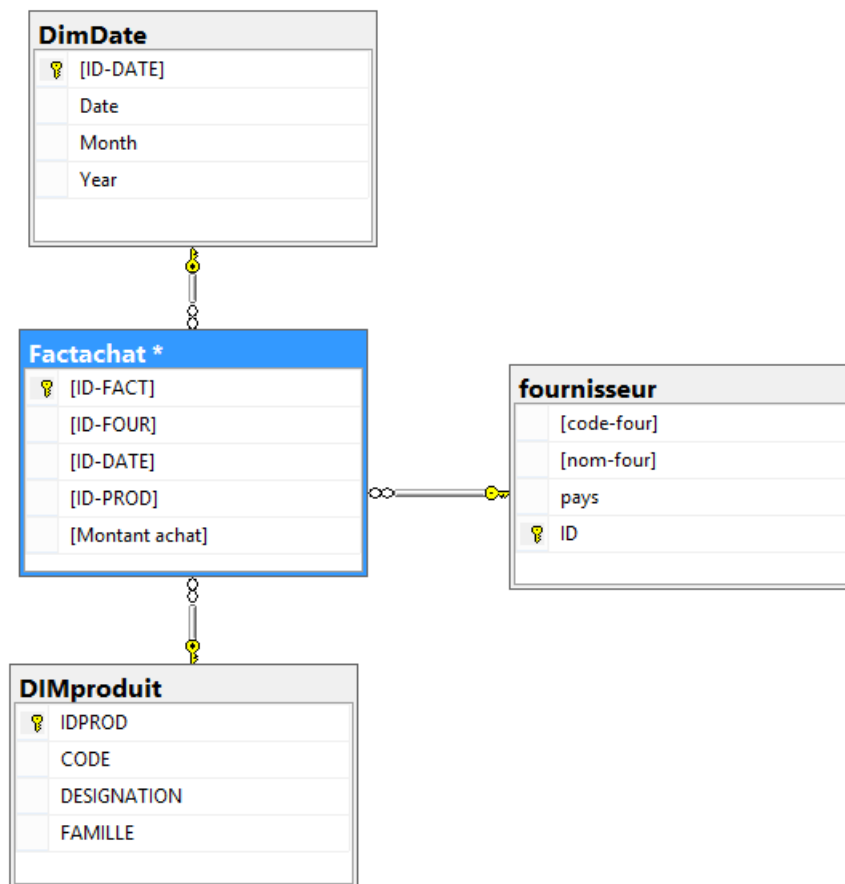 DimDate
[ID-DATE]
Date
Month
Year
Factachat *
[ID-FACT]
[ID-FOUR]
[ID-DATE]
[ID-PROD]
[Montant achat]
fournisseur
[code-four]
[nom-four]
pays
ID
DIMproduit
IDPROD
CODE
DESIGNATION
FAMILLE